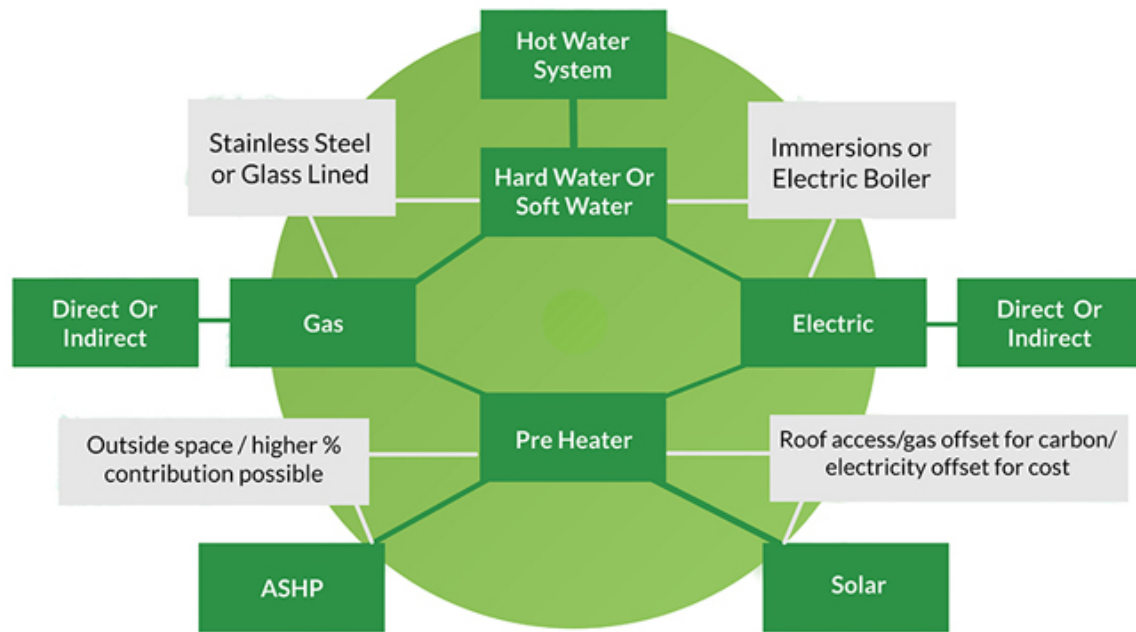 Hot Water
System
Stainless Steel
or Glass Lined
Hard Water Or
Soft Water
Immersions or
Electric Boiler
Direct Or
Indirect
Gas
Electric
Direct Or
Indirect
Outside space / higher %
contribution possible
Pre Heater
Roof access/gas offset for carbon/
electricity offset for cost
ASHP
Solar